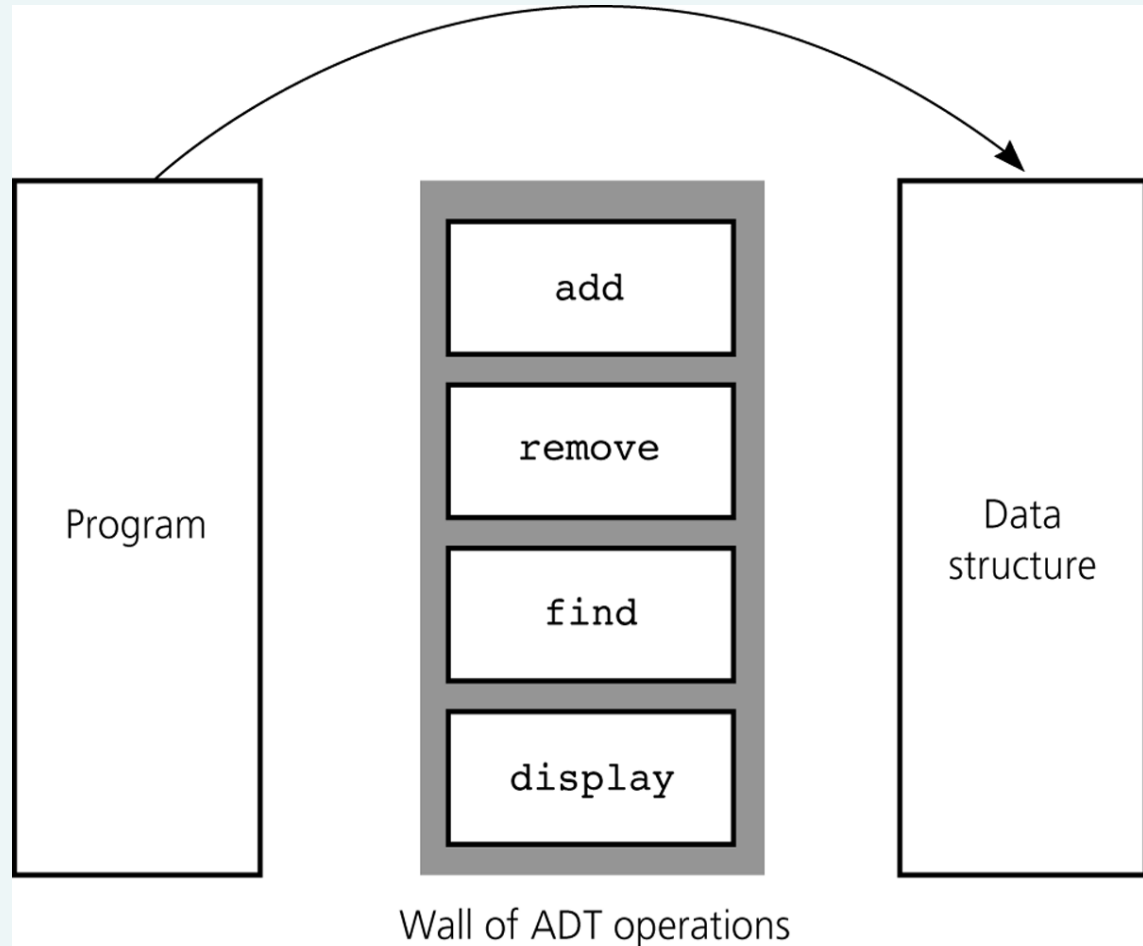 Program
add
remove
find
display
Data
structure
Wall of ADT operations